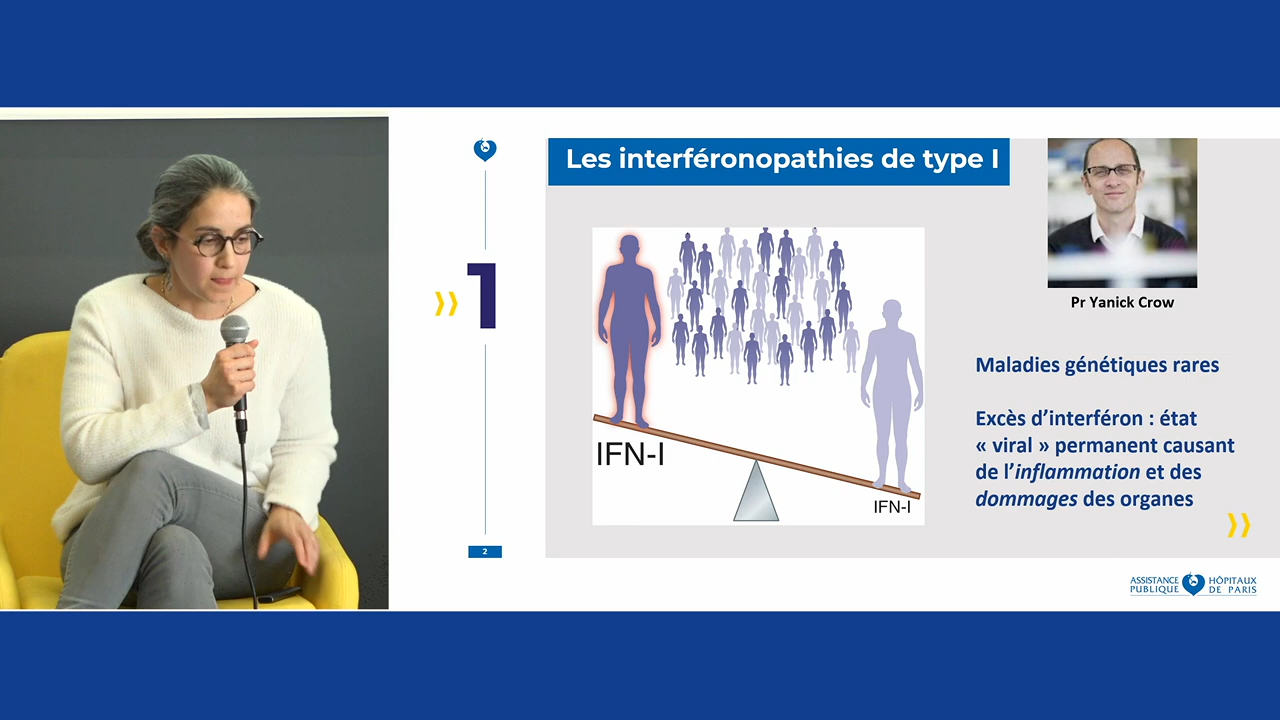 Les interféronopathies de type I
1
2
IFN-I
IFN-I
Pr Yanick Crow
Maladies génétiques rares
Excès d’interféron : état
« viral » permanent causant
de l’inflammation et des
dommages des organes
ASSISTANCE HÔPITAUX
PUBLIQUE DE PARIS